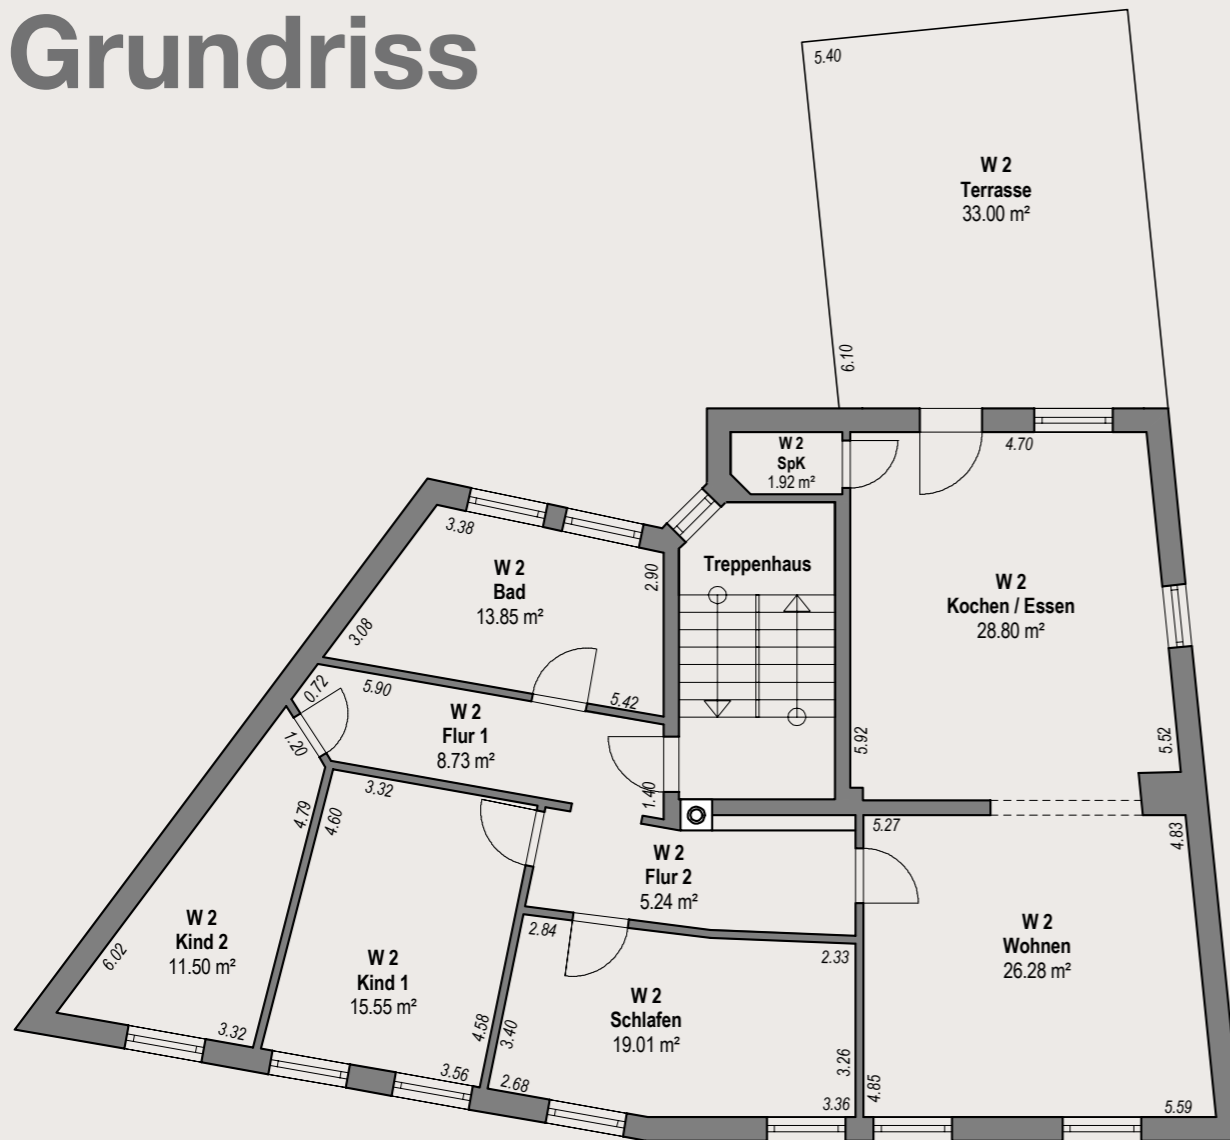 Grundriss
5.40
W 2
Terrasse
33.00 m²
6.10
W 2
SpK
1.92 m²
4.70
3.38
W 2
Bad
13.85 m²
2.90
3.08
5.42
Treppenhaus
W 2
Kochen / Essen
28.80 m²
5.92
5.52
0.72
5.90
W 2
Flur 1
8.73 m²
1.20
1.40
3.32
4.79
4.60
5.27
4.83
W 2
Flur 2
5.24 m²
W 2
Kind 2
11.50 m²
6.02
3.32
W 2
Kind 1
15.55 m²
4.58
3.56
2.84
2.33
W 2
Schlafen
19.01 m²
3.40
2.68
3.26
3.36
W 2
Wohnen
26.28 m²
4.85
5.59